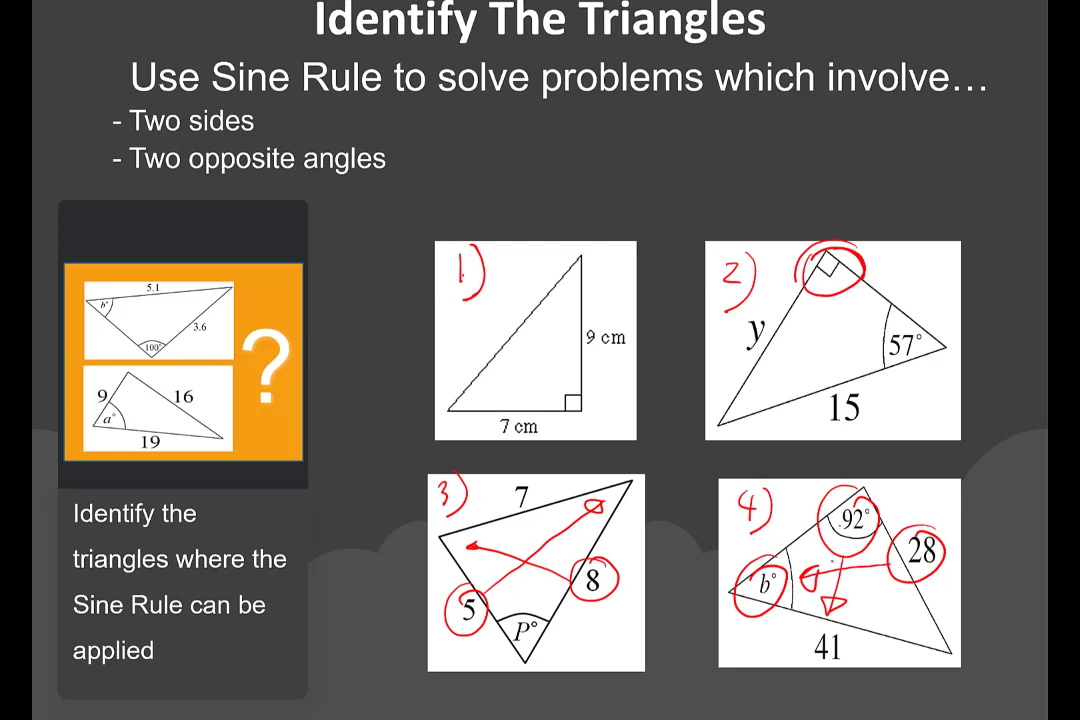 Identify The Triangles
Use Sine Rule to solve problems which involve…
- Two sides
- Two opposite angles
5.1
b°
3.6
100°
?
9
16
a°
19
Identify the
triangles where the
Sine Rule can be
applied
1.)
9 cm
7 cm
2)
y
57°
15
3)
7
5
8
P°
4)
92°
28
b°
41